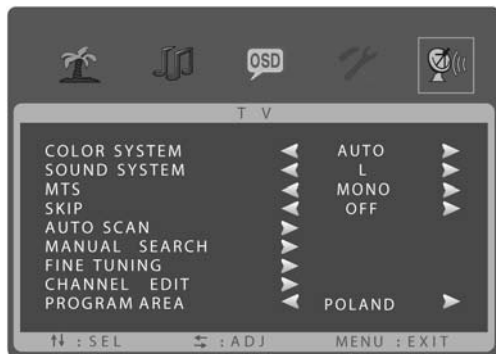 OSD
T V
COLOR SYSTEM AUTO
SOUND SYSTEM L
MTS MONO
SKIP OFF
AUTO SCAN
MANUAL SEARCH
FINE TUNING
CHANNEL EDIT
PROGRAM AREA POLAND
: SEL : ADJ MENU : EXIT